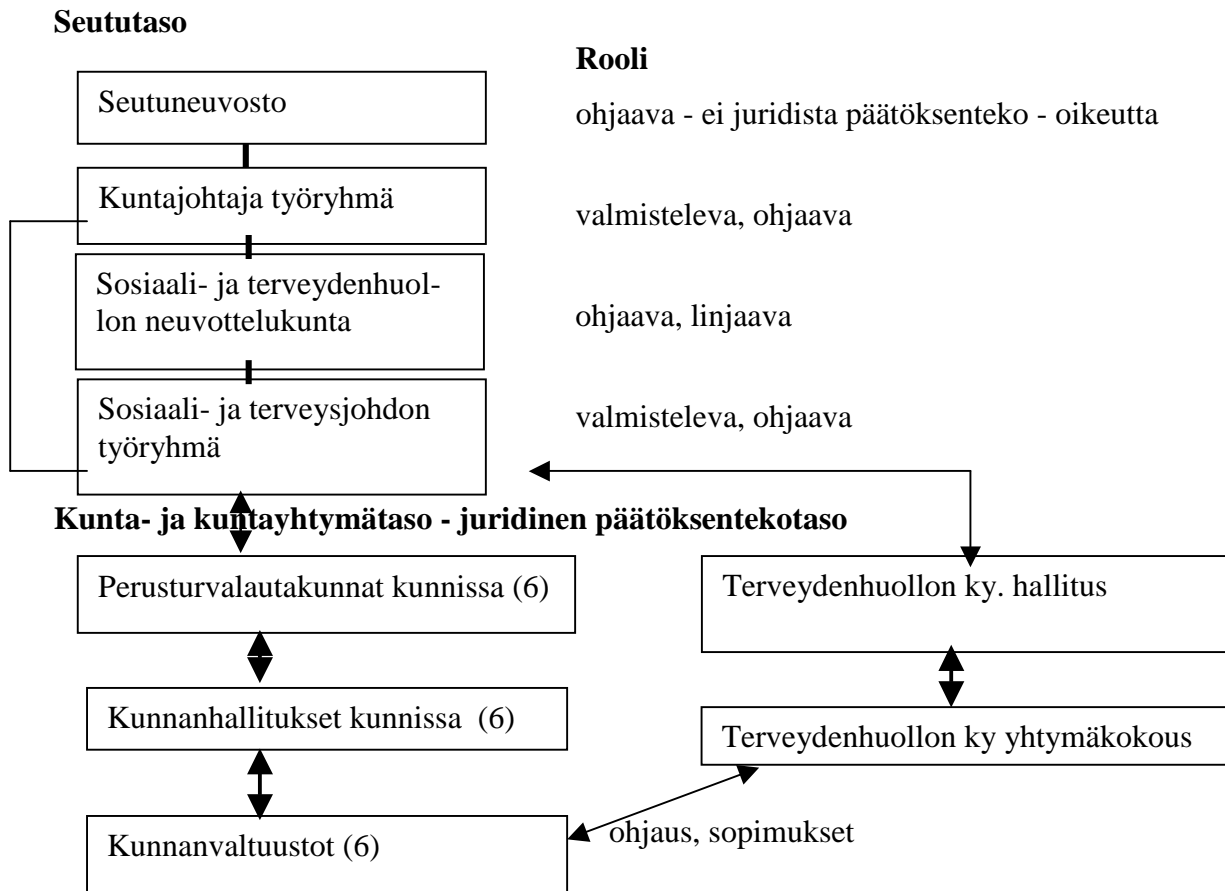 Seututaso
Rooli
Seutuneuvosto
ohjaava - ei juridista päätöksenteko - oikeutta
Kuntajohtaja työryhmä
valmisteleva, ohjaava
Sosiaali- ja terveydenhuol-
lon neuvottelukunta
ohjaava, linjaava
Sosiaali- ja terveysjohdon
työryhmä
valmisteleva, ohjaava
Kunta- ja kuntayhtymätaso - juridinen päätöksentekotaso
Perusturvalautakunnat kunnissa (6)
Terveydenhuollon ky. hallitus
Kunnanhallitukset kunnissa (6)
Terveydenhuollon ky yhtymäkokous
Kunnanvaltuustot (6)
ohjaus, sopimukset